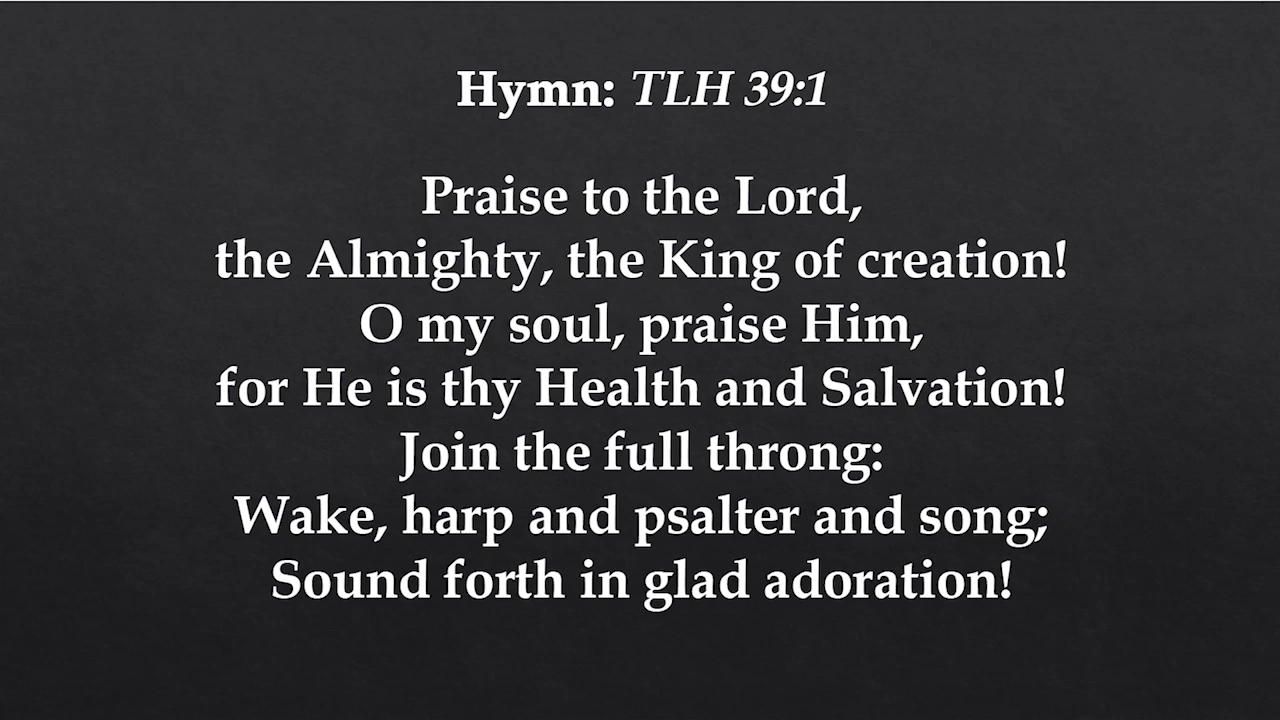 Hymn: TLH 39:1
Praise to the Lord,
the Almighty, the King of creation!
O my soul, praise Him,
for He is thy Health and Salvation!
Join the full throng:
Wake, harp and psalter and song;
Sound forth in glad adoration!